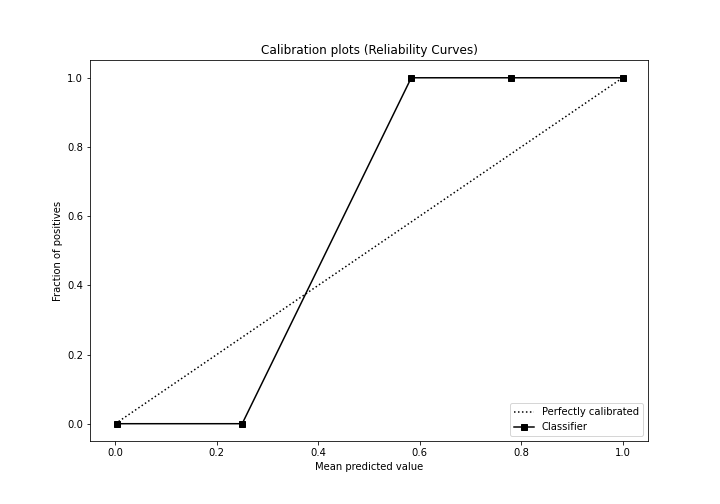 Calibration plots (Reliability Curves)
1.0
0.8
0.6
0.4
0.2
0.0
Fraction of positives
0.0 0.2 0.4 0.6 0.8 1.0
Mean predicted value
Perfectly calibrated
Classifier